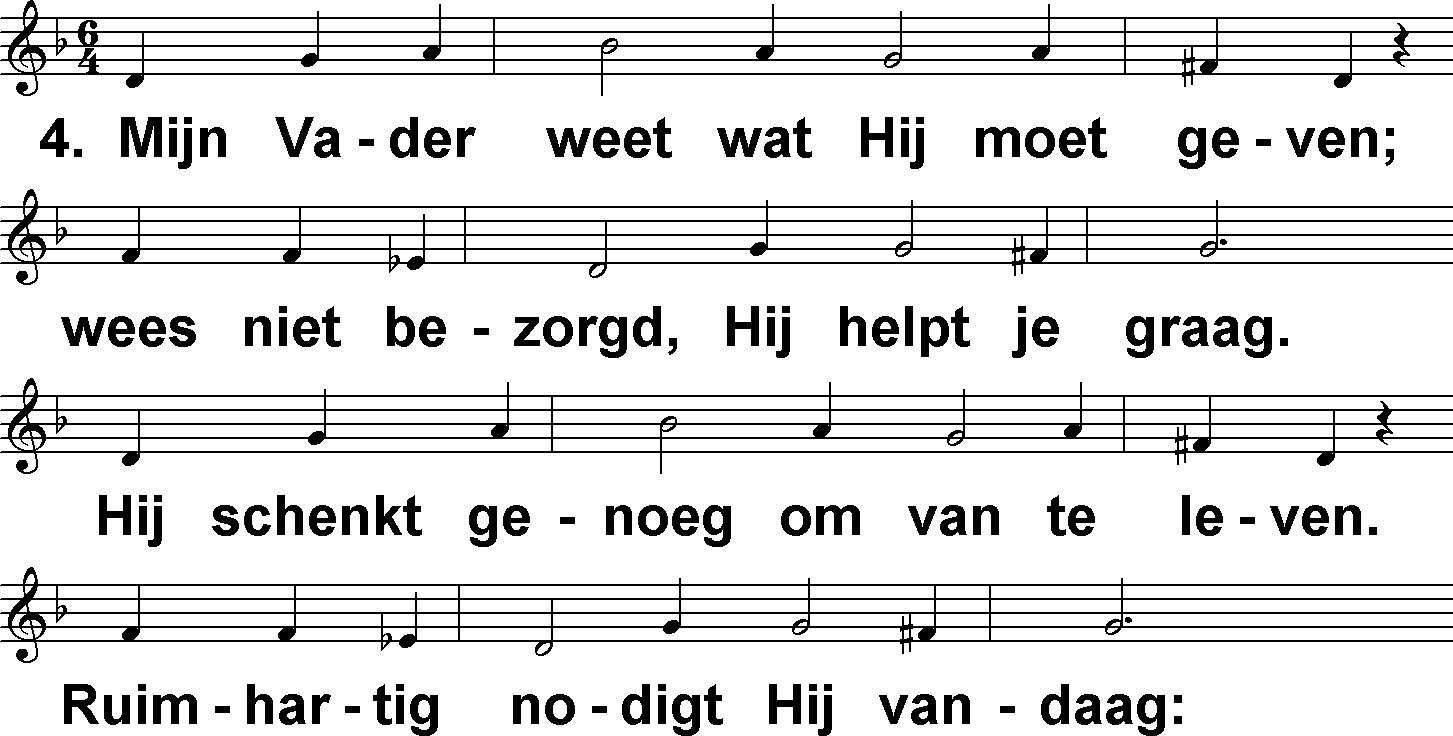 4. Mijn Va - der weet wat Hij moet ge - ven;
wees niet be - zorgd, Hij helpt je graag.
Hij schenkt ge - noeg om van te le - ven.
Ruim - har - tig no - digt Hij van - daag: